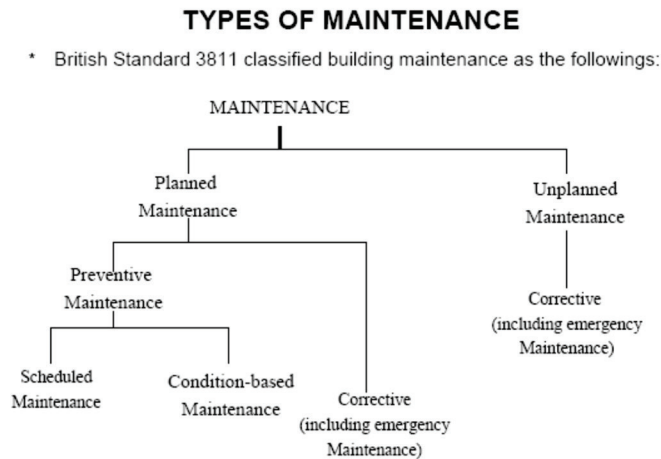 TYPES OF MAINTENANCE
* British Standard 3811 classified building maintenance as the followings:
MAINTENANCE
Planned
Maintenance
Unplanned
Maintenance
Preventive
Maintenance
Corrective
(including emergency
Maintenance)
Scheduled
Maintenance
Condition-based
Maintenance
Corrective
(including emergency
Maintenance)